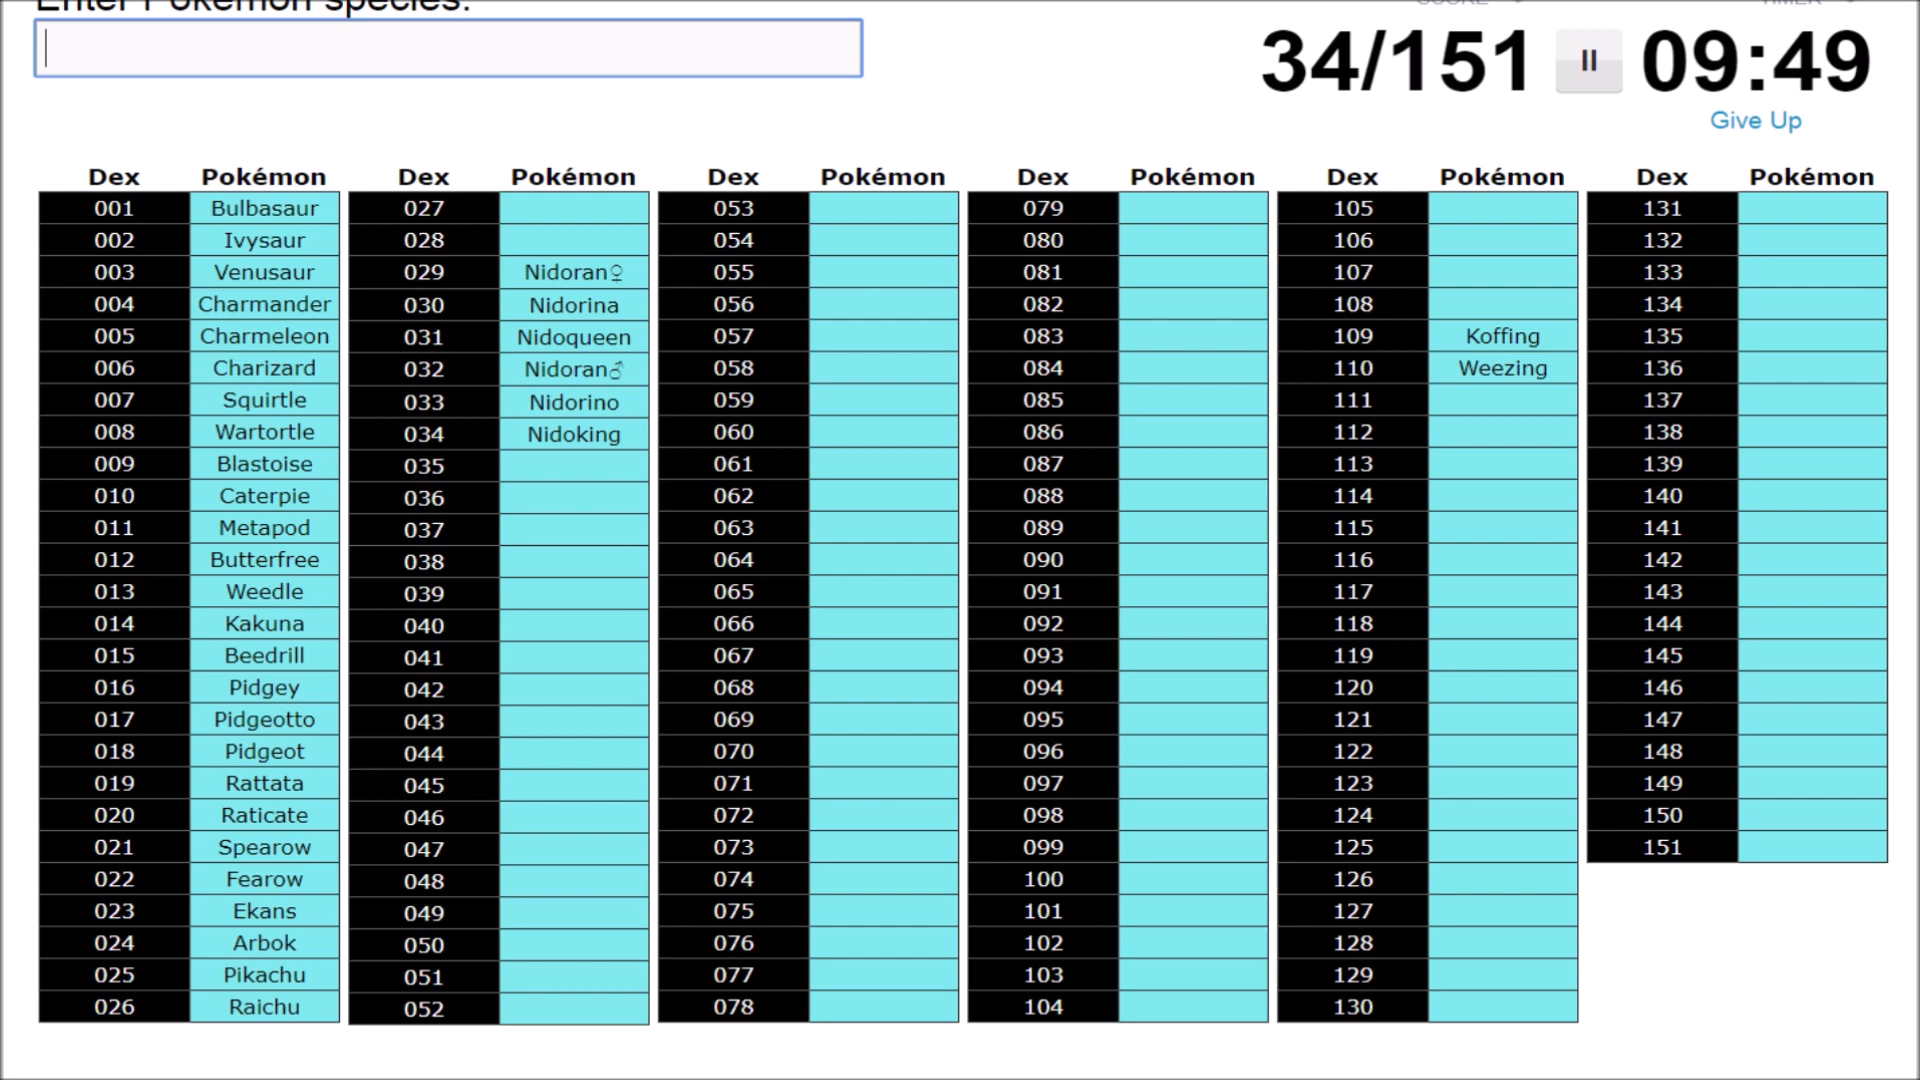 Enter Pokémon species:
SCORE
TIMER
34/151
09:49
Give Up
Dex Pokémon Dex Pokémon Dex Pokémon Dex Pokémon Dex Pokémon Dex Pokémon
001 Bulbasaur 027 053 079 105 131
002 Ivysaur 028 054 080 106 132
003 Venusaur 029 Nidoran♀ 055 081 107 133
004 Charmander 030 Nidorina 056 082 108 134
005 Charmeleon 031 Nidoqueen 057 083 109 Koffing 135
006 Charizard 032 Nidoran♂ 058 084 110 Weezing 136
007 Squirtle 033 Nidorino 059 085 111 137
008 Wartortle 034 Nidoking 060 086 112 138
009 Blastoise 035 061 087 113 139
010 Caterpie 036 062 088 114 140
011 Metapod 037 063 089 115 141
012 Butterfree 038 064 090 116 142
013 Weedle 039 065 091 117 143
014 Kakuna 040 066 092 118 144
015 Beedrill 041 067 093 119 145
016 Pidgey 042 068 094 120 146
017 Pidgeotto 043 069 095 121 147
018 Pidgeot 044 070 096 122 148
019 Rattata 045 071 097 123 149
020 Raticate 046 072 098 124 150
021 Spearow 047 073 099 125 151
022 Fearow 048 074 100 126
023 Ekans 049 075 101 127
024 Arbok 050 076 102 128
025 Pikachu 051 077 103 129
026 Raichu 052 078 104 130